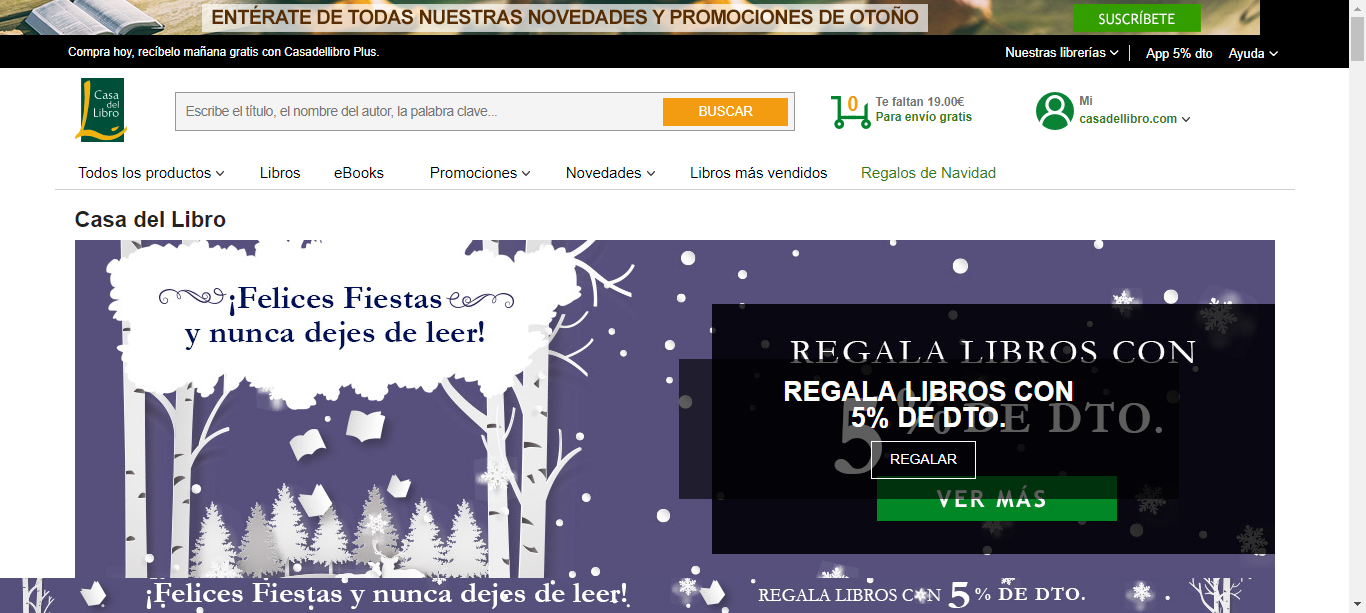 ENTÉRATE DE TODAS NUESTRAS NOVEDADES Y PROMOCIONES DE OTOÑO
SUSCRÍBETE
Compra hoy, recíbelo mañana gratis con Casadellibro Plus.
Nuestras librerías
App 5% dto
Ayuda
Casa
del
Libro
Escribe el título, el nombre del autor, la palabra clave...
BUSCAR
0
Te faltan 19.00€
Para envío gratis
Mi
casadellibro.com
Todos los productos
Libros
eBooks
Promociones
Novedades
Libros más vendidos
Regalos de Navidad
Casa del Libro
¡Felices Fiestas
y nunca dejes de leer!
REGALA LIBROS CON
5% DE DTO.
REGALA LIBROS CON
5% DE DTO.
REGALAR
VER MÁS
¡Felices Fiestas y nunca dejes de leer!
REGALA LIBROS CON 5% DE DTO.